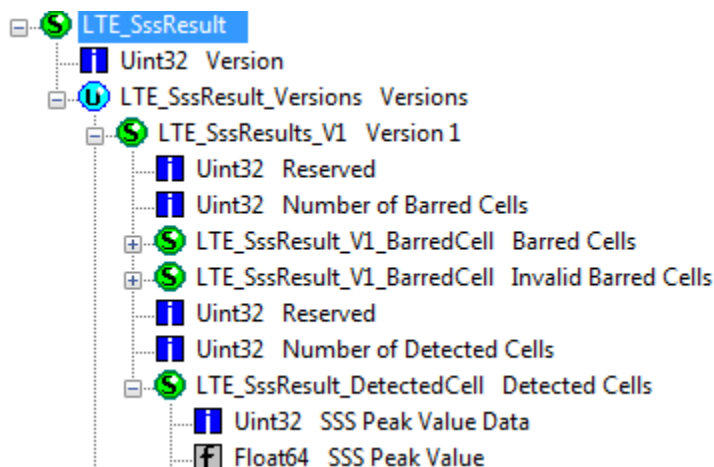 LTE_SssResult
Uint32 Version
LTE_SssResult_Versions Versions
LTE_SssResults_V1 Version 1
Uint32 Reserved
Uint32 Number of Barred Cells
LTE_SssResult_V1_BarredCell Barred Cells
LTE_SssResult_V1_BarredCell Invalid Barred Cells
Uint32 Reserved
Uint32 Number of Detected Cells
LTE_SssResult_DetectedCell Detected Cells
Uint32 SSS Peak Value Data
Float64 SSS Peak Value